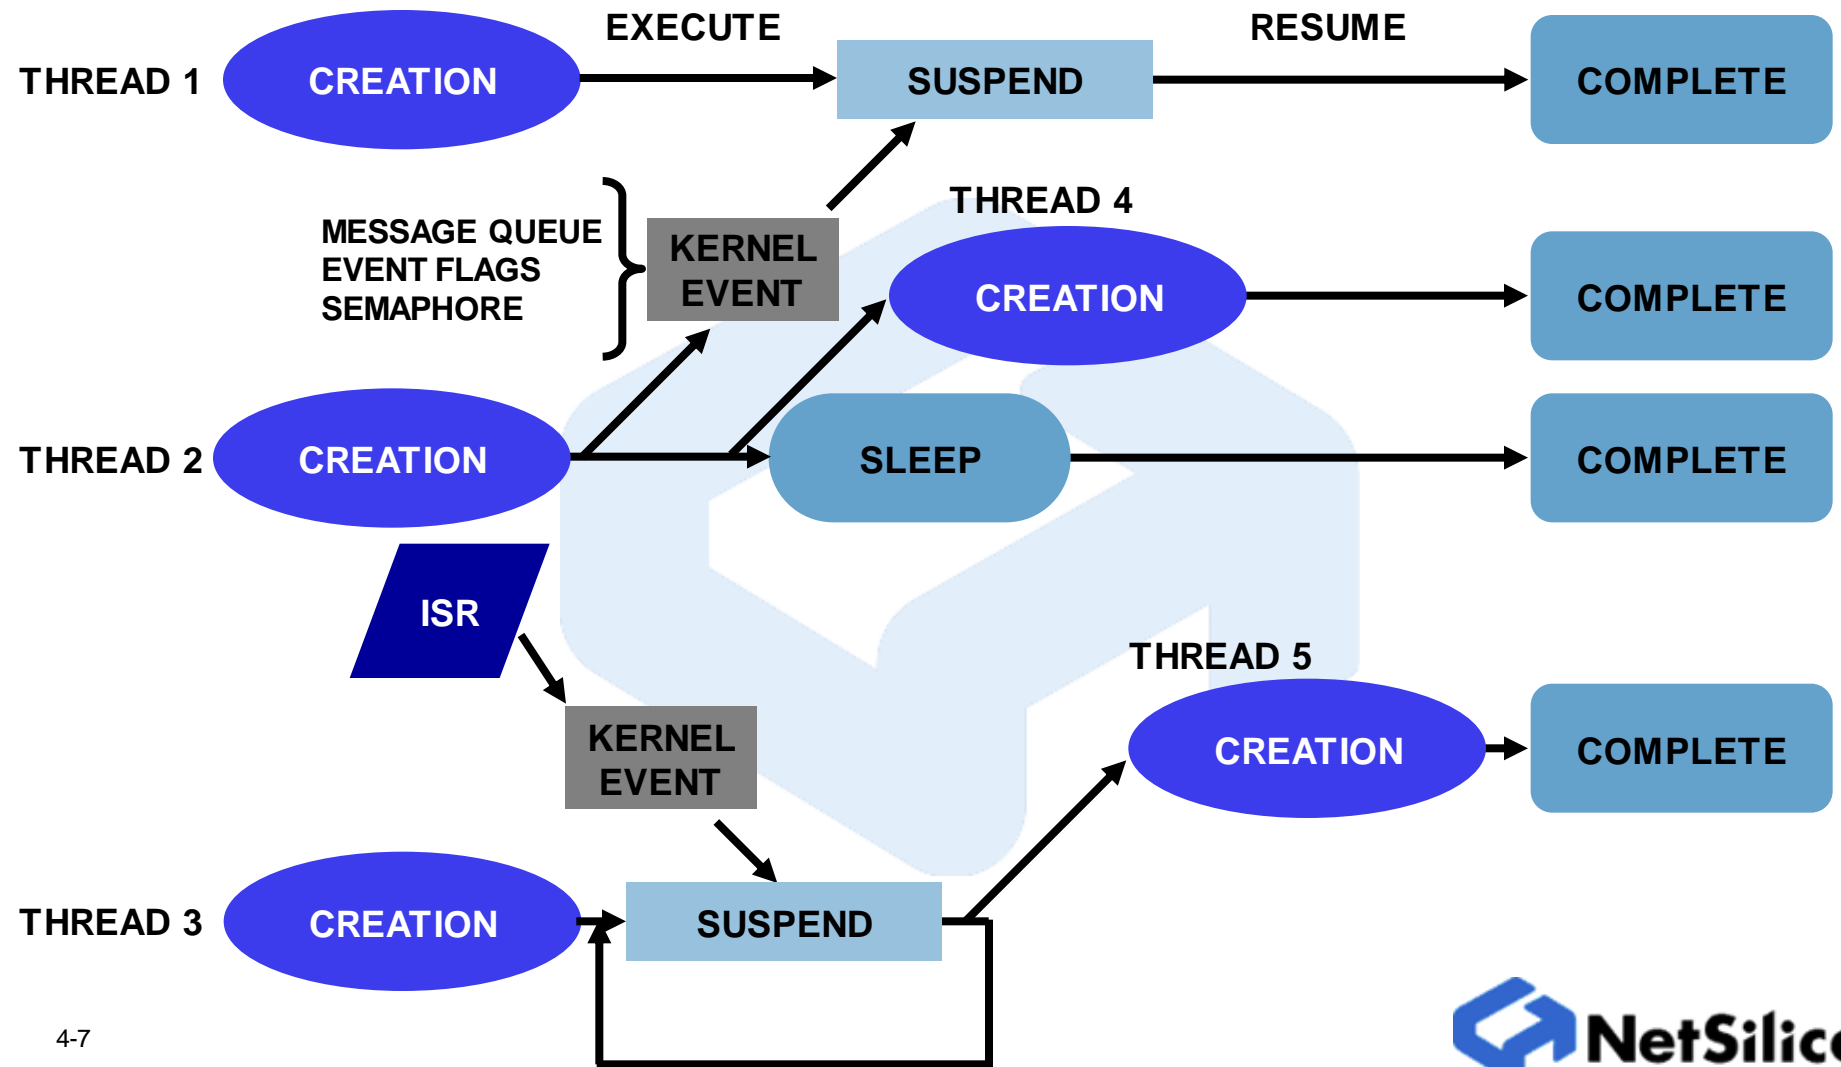 EXECUTE
RESUME
THREAD 1
CREATION
SUSPEND
COMPLETE
THREAD 4
MESSAGE QUEUE
EVENT FLAGS
SEMAPHORE
KERNEL
EVENT
CREATION
COMPLETE
THREAD 2
CREATION
SLEEP
COMPLETE
ISR
THREAD 5
KERNEL
EVENT
CREATION
COMPLETE
THREAD 3
CREATION
SUSPEND
4-7
NetSilico